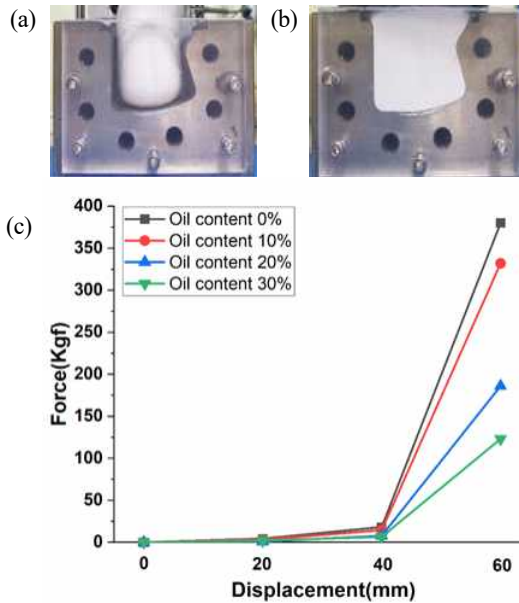 (a)
(b)
(c)
Oil content 0%
Oil content 10%
Oil content 20%
Oil content 30%
Force(Kgf)
400
350
300
250
200
150
100
50
0
0 20 40 60
Displacement(mm)